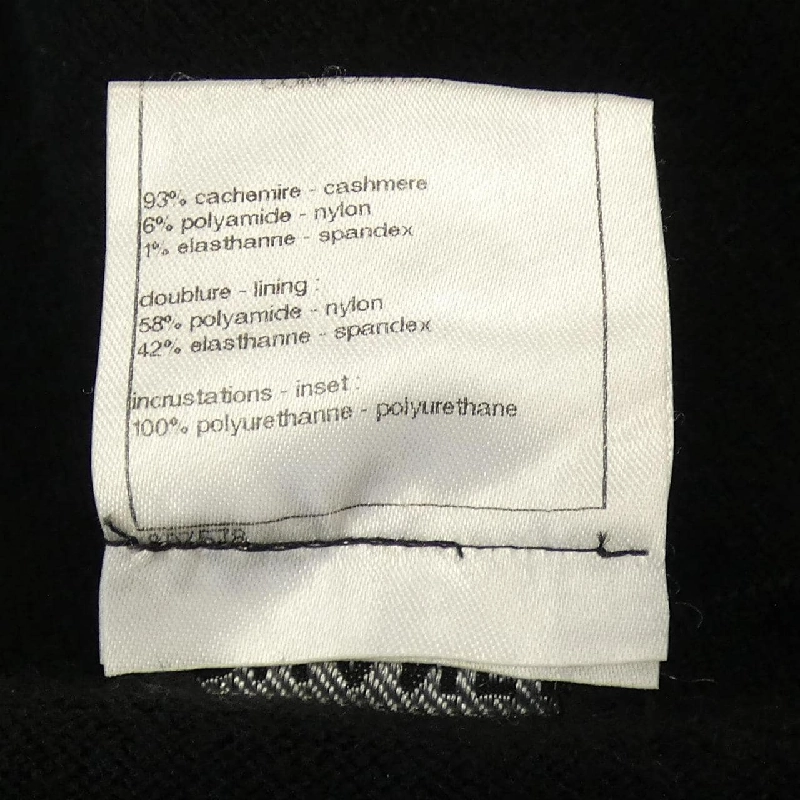 93% cachemire - cashmere
6% polyamide - nylon
1% elasthanne - spandex
doublure - lining :
58% polyamide - nylon
42% elasthanne - spandex
incrustations - inset :
100% polyurethanne - polyurethane